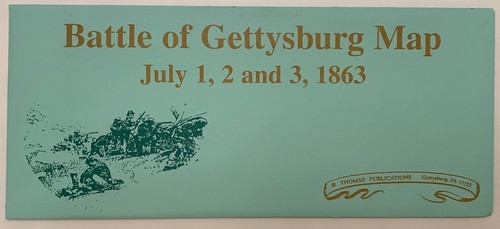 Battle of Gettysburg Map
July 1, 2 and 3, 1863
© THOMAS PUBLICATIONS Gettysburg, PA 17325